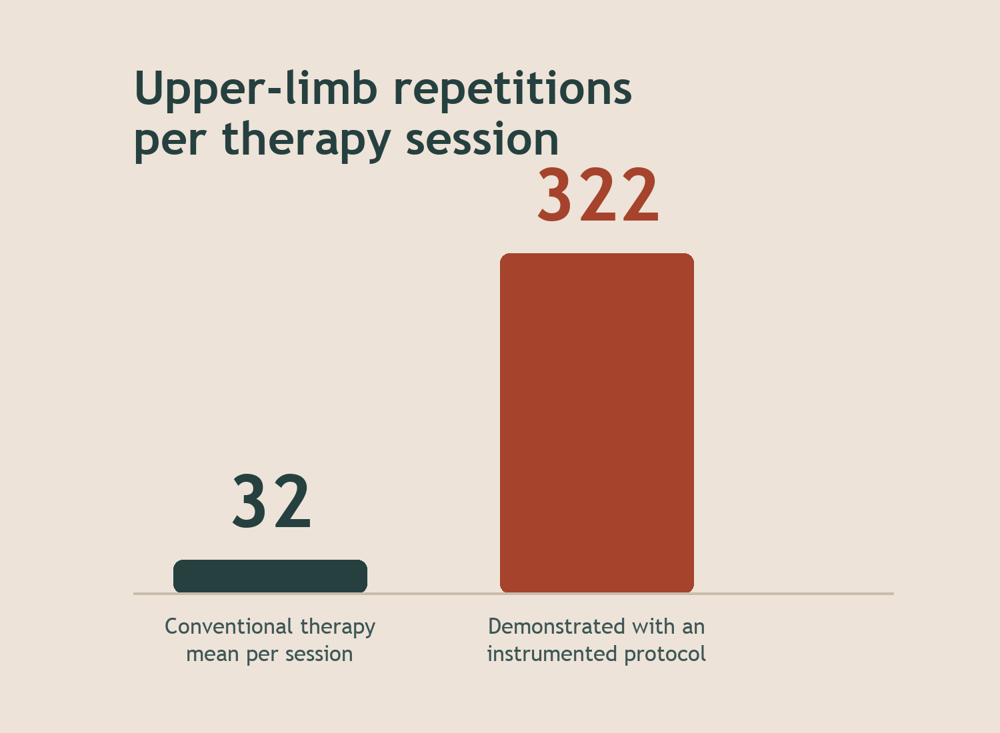 Upper-limb repetitions
per therapy session
322
32
Conventional therapy
mean per session
Demonstrated with an
instrumented protocol